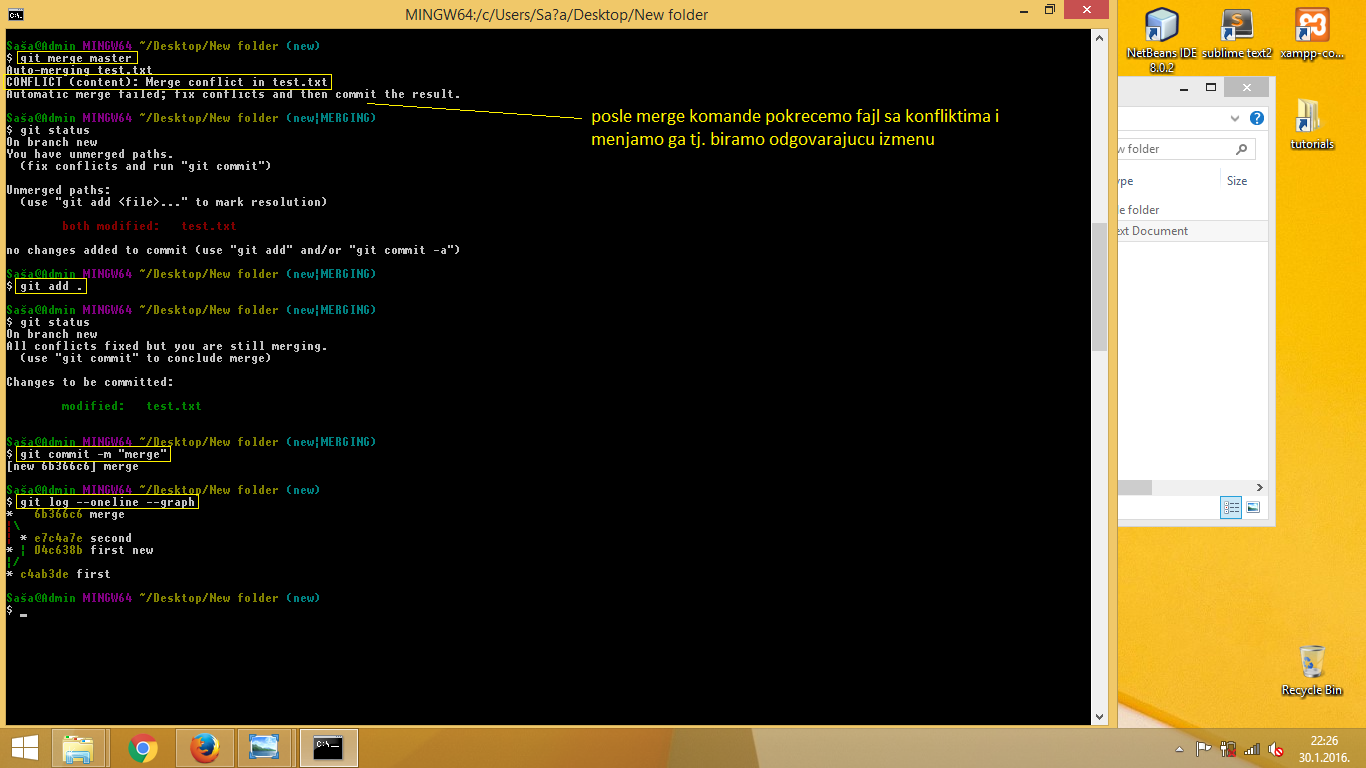 MINGW64:/c/Users/Sa?a/Desktop/New folder
Saša@Admin MINGW64 ~/Desktop/New folder (new)
$ git merge master
Auto-merging test.txt
CONFLICT (content): Merge conflict in test.txt
Automatic merge failed; fix conflicts and then commit the result.
posle merge komande pokrecemo fajl sa konfliktima i
menjamo ga tj. biramo odgovarajucu izmenu
Saša@Admin MINGW64 ~/Desktop/New folder (new¦MERGING)
$ git status
On branch new
You have unmerged paths.
(fix conflicts and run "git commit")
Unmerged paths:
(use "git add <file>..." to mark resolution)
both modified: test.txt
no changes added to commit (use "git add" and/or "git commit -a")
Saša@Admin MINGW64 ~/Desktop/New folder (new¦MERGING)
$ git add .
Saša@Admin MINGW64 ~/Desktop/New folder (new¦MERGING)
$ git status
On branch new
All conflicts fixed but you are still merging.
(use "git commit" to conclude merge)
Changes to be committed:
modified: test.txt
Saša@Admin MINGW64 ~/Desktop/New folder (new¦MERGING)
$ git commit -m "merge"
[new 6b366c6] merge
Saša@Admin MINGW64 ~/Desktop/New folder (new)
$ git log --oneline --graph
* 6b366c6 merge
¦\
¦ * e7c4a7e second
* ¦ 04c638b first new
¦/
* c4ab3de first
Saša@Admin MINGW64 ~/Desktop/New folder (new)
$ _
NetBeans IDE
8.0.2
sublime text2
xampp-co...
tutorials
w folder
ype
Size
le folder
ext Document
Recycle Bin
22:26
30.1.2016.